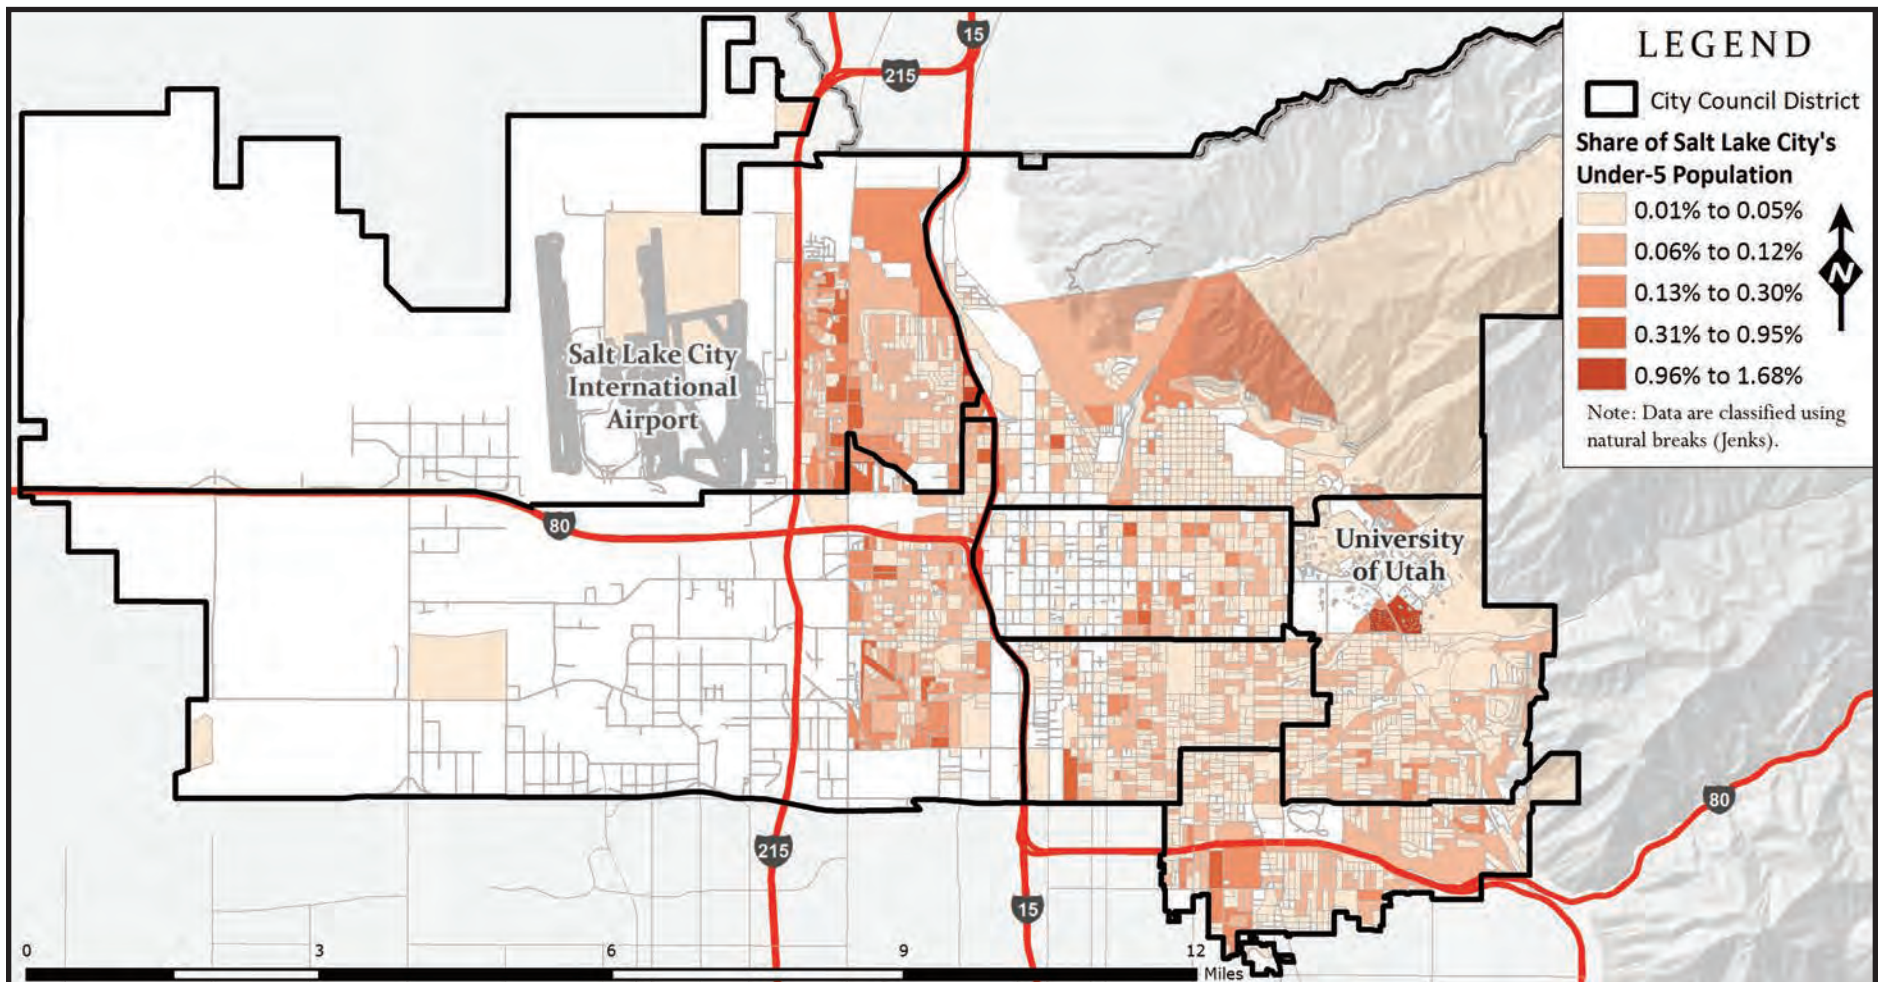 LEGEND
City Council District
Share of Salt Lake City's
Under-5 Population
0.01% to 0.05%
0.06% to 0.12%
0.13% to 0.30%
0.31% to 0.95%
0.96% to 1.68%
Note: Data are classified using
natural breaks (Jenks).
N
15
215
Salt Lake City
International
Airport
80
University
of Utah
80
215
15
0 3 6 9 12
Miles